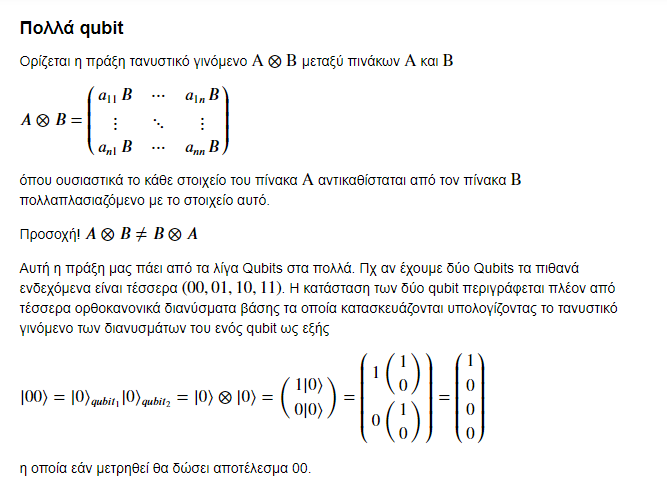 Πολλά qubit
Ορίζεται η πράξη τανυστικό γινόμενο A ⊗ B μεταξύ πινάκων A και B
A ⊗ B = ( a₁₁ B ⋯ a₁ₙ B
⋮ ⋱ ⋮
aₙ₁ B ⋯ aₙₙ B )
όπου ουσιαστικά το κάθε στοιχείο του πίνακα A αντικαθίσταται από τον πίνακα B
πολλαπλασιαζόμενο με το στοιχείο αυτό.
Προσοχή! A ⊗ B ≠ B ⊗ A
Αυτή η πράξη μας πάει από τα λίγα Qubits στα πολλά. Πχ αν έχουμε δύο Qubits τα πιθανά
ενδεχόμενα είναι τέσσερα (00, 01, 10, 11). Η κατάσταση των δύο qubit περιγράφεται πλέον από
τέσσερα ορθοκανονικά διανύσματα βάσης τα οποία κατασκευάζονται υπολογίζοντας το τανυστικό
γινόμενο των διανυσμάτων του ενός qubit ως εξής
|00⟩ = |0⟩qubit₁|0⟩qubit₂ = |0⟩ ⊗ |0⟩ = ( 1|0⟩ 0|0⟩ ) = ( 1 ( 1 0 ) 0 ( 1 0 ) ) = ( 1 0 0 0 )
η οποία εάν μετρηθεί θα δώσει αποτέλεσμα 00.